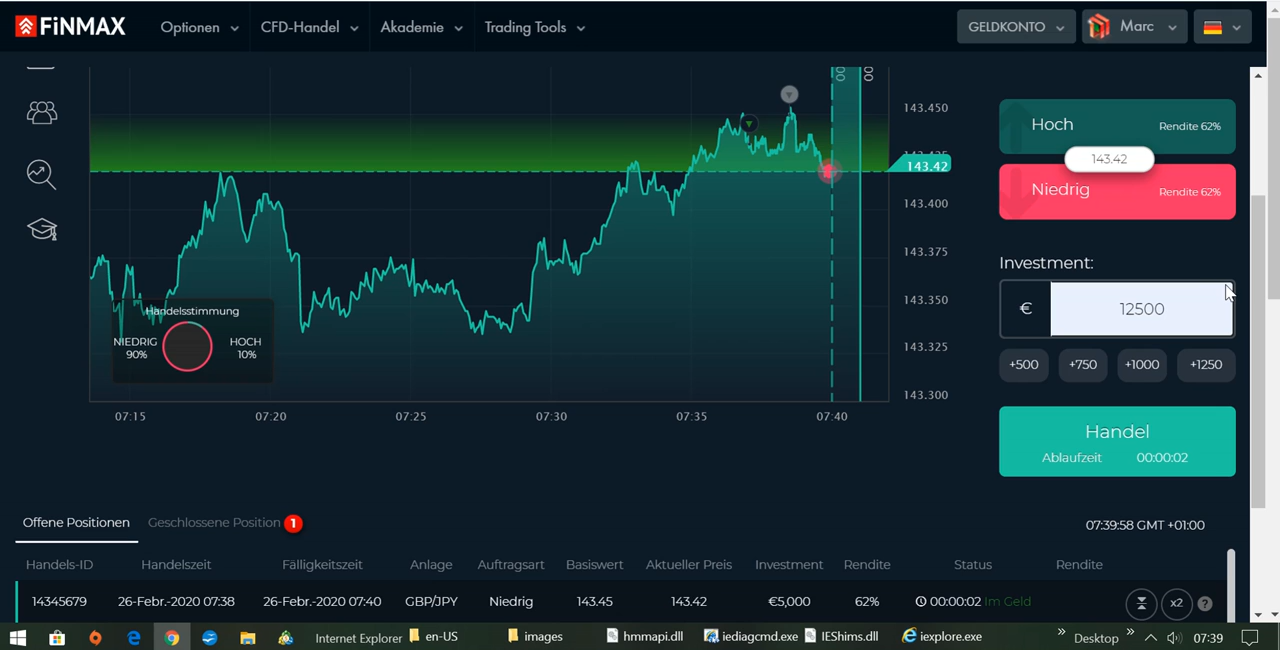 FiNMAX Optionen CFD-Handel Akademie Trading Tools GELDKONTO Marc
143.450
143.42
143.400
143.375
143.350
143.325
143.300
Handelsstimmung
NIEDRIG HOCH
90% 10%
07:15 07:20 07:25 07:30 07:35 07:40
00 00
Hoch Rendite 62%
143.42
Niedrig Rendite 62%
Investment:
€ 12500
+500 +750 +1000 +1250
Handel
Ablaufzeit 00:00:02
Offene Positionen Geschlossene Position 1 07:39:58 GMT +01:00
Handels-ID Handelszeit Fälligkeitszeit Anlage Auftragsart Basiswert Aktueller Preis Investment Rendite Status Rendite
14345679 26-Febr.-2020 07:38 26-Febr.-2020 07:40 GBP/JPY Niedrig 143.45 143.42 €5,000 62% 00:00:02 Im Geld x2 ?
Internet Explorer en-US images hmmapi.dll iediagcmd.exe IEShims.dll iexplore.exe » Desktop » 07:39